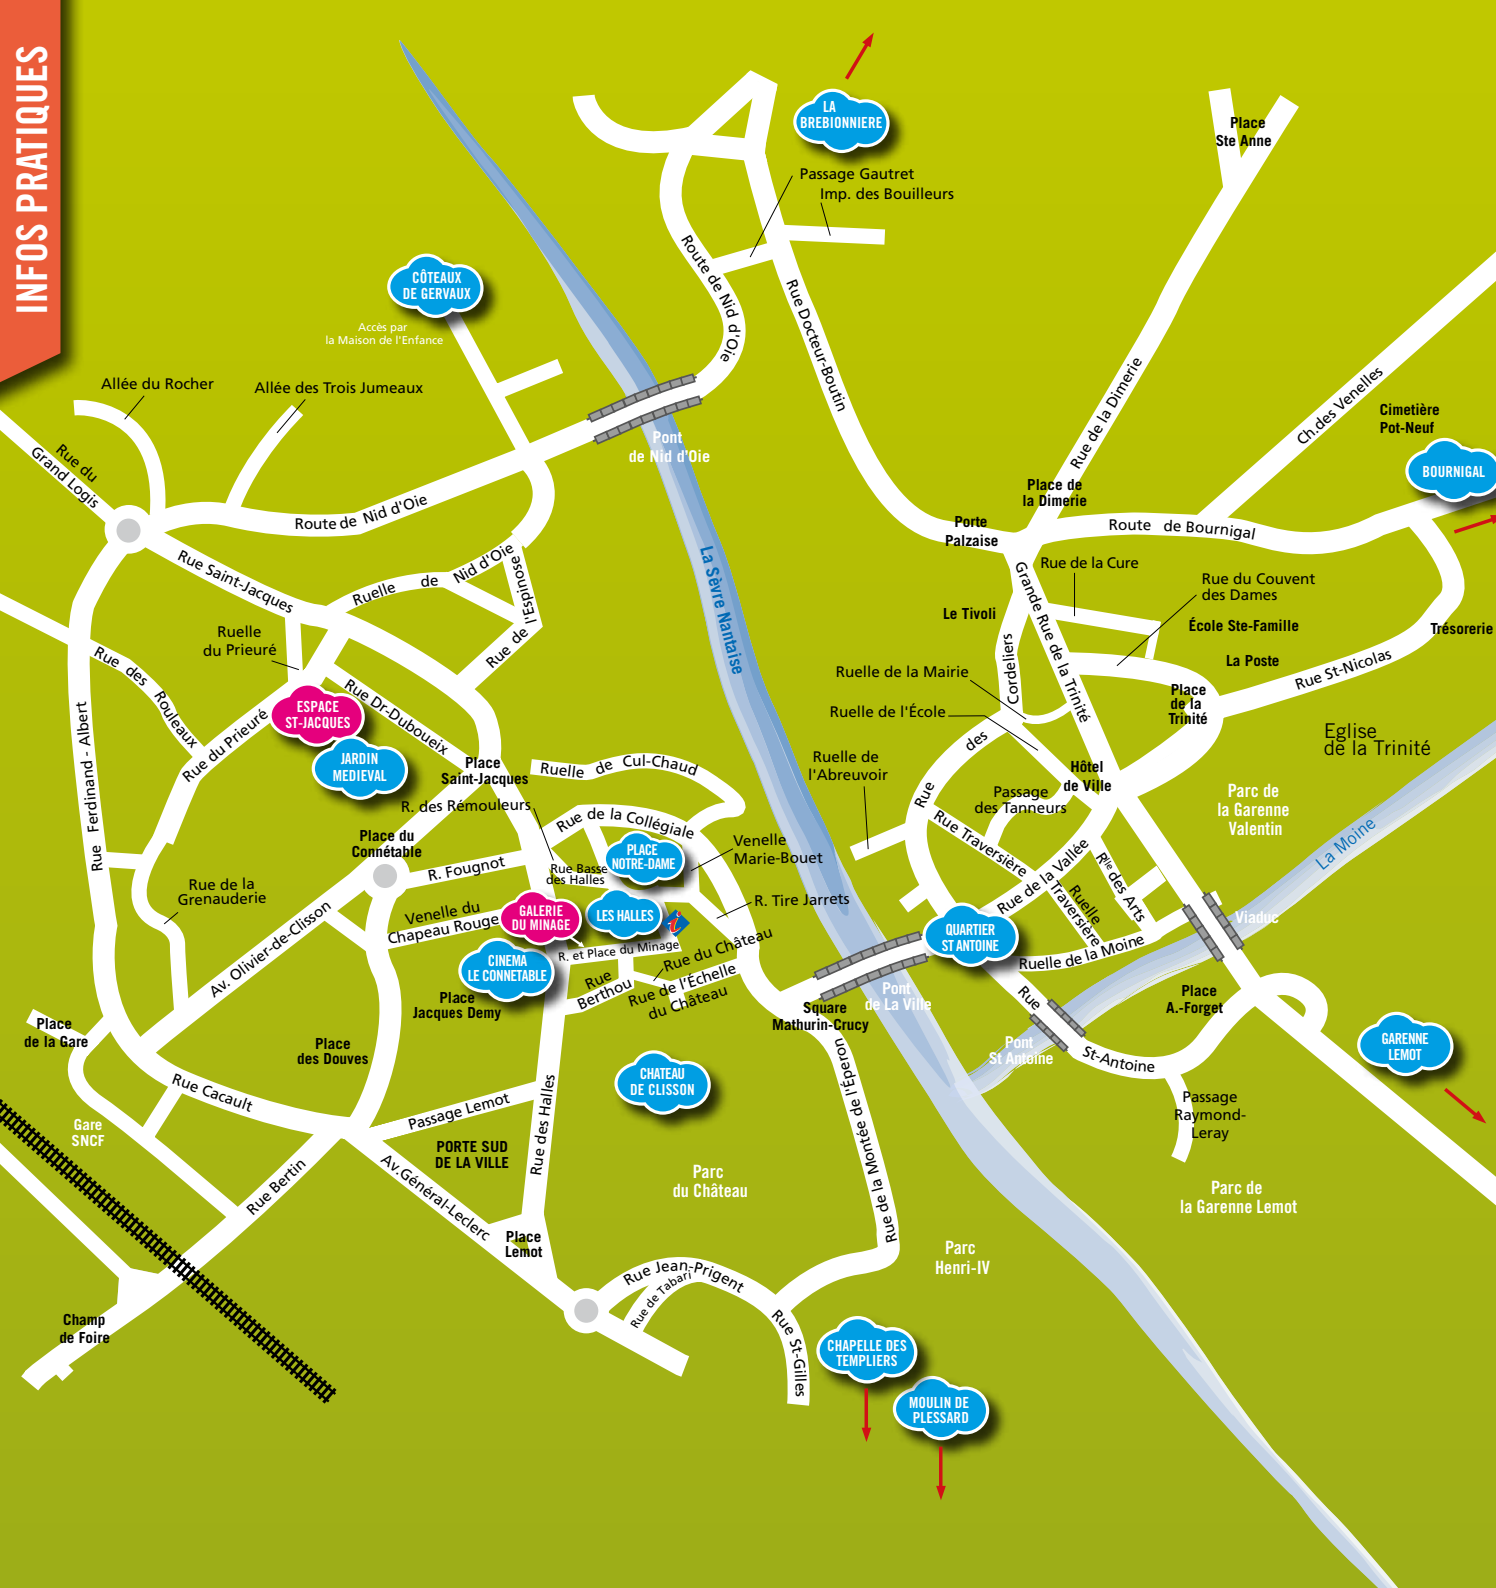 INFOS PRATIQUES
LA
BREBIONNIERE
Place
Ste Anne
Passage Gautret
Imp. des Bouilleurs
CÔTEAUX
DE GERVAUX
Accès par
la Maison de l'Enfance
Route de Nid d'Oie
Rue Docteur-Boutin
Allée du Rocher
Allée des Trois Jumeaux
Rue du
Grand Logis
Pont
de Nid d'Oie
Rue de la Dimerie
Ch.des Venelles
Cimetière
Pot-Neuf
BOURNIGAL
Route de Nid d'Oie
Place de
la Dimerie
Porte
Palzaise
Route de Bournigal
Rue Saint-Jacques
Ruelle de Nid d'Oie
Rue de l'Espinose
La Sèvre Nantaise
Rue de la Cure
Rue du Couvent
des Dames
Le Tivoli
École Ste-Famille
Trésorerie
La Poste
Rue St-Nicolas
Grande Rue de la Trinité
Ruelle
du Prieuré
Rue des Rouleaux
Rue Ferdinand - Albert
ESPACE
ST-JACQUES
Rue Dr-Duboueix
Rue du Prieuré
JARDIN
MEDIEVAL
Ruelle de la Mairie
Ruelle de l'École
Rue des Cordeliers
Place
de la
Trinité
Eglise
de la Trinité
Place
Saint-Jacques
Ruelle de Cul-Chaud
Ruelle de
l'Abreuvoir
Hôtel
de Ville
Passage
des Tanneurs
Parc de
la Garenne
Valentin
R. des Rémouleurs
Rue de la Collégiale
Place du
Connétable
R. Fougnot
PLACE
NOTRE-DAME
Venelle
Marie-Bouet
Rue Basse
des Halles
Rue Traversière
Rue de la Vallée
Rlle des Arts
La Moine
Rue de la
Grenauderie
Venelle du
Chapeau Rouge
GALERIE
DU MINAGE
LES HALLES
i
R. Tire Jarrets
Ruelle
Traversière
Viaduc
QUARTIER
ST ANTOINE
Ruelle de la Moine
Av. Olivier-de-Clisson
CINEMA
LE CONNETABLE
R. et Place du Minage
Rue du Château
Rue
Berthou
Rue de l'Échelle
du Château
Place
Jacques Demy
Pont
de La Ville
Square
Mathurin-Crucy
Rue St-Antoine
Place
A.-Forget
Place
de la Gare
Place
des Douves
Pont
St Antoine
GARENNE
LEMOT
CHATEAU
DE CLISSON
Rue Cacault
Passage Lemot
Rue des Halles
Passage
Raymond-
Leray
Gare
SNCF
PORTE SUD
DE LA VILLE
Parc
du Château
Rue de la Montée de l'Éperon
Parc de
la Garenne Lemot
Rue Bertin
Av.Général-Leclerc
Place
Lemot
Parc
Henri-IV
Rue Jean-Prigent
Rue de Tabari
Champ
de Foire
Rue St-Gilles
CHAPELLE DES
TEMPLIERS
MOULIN DE
PLESSARD